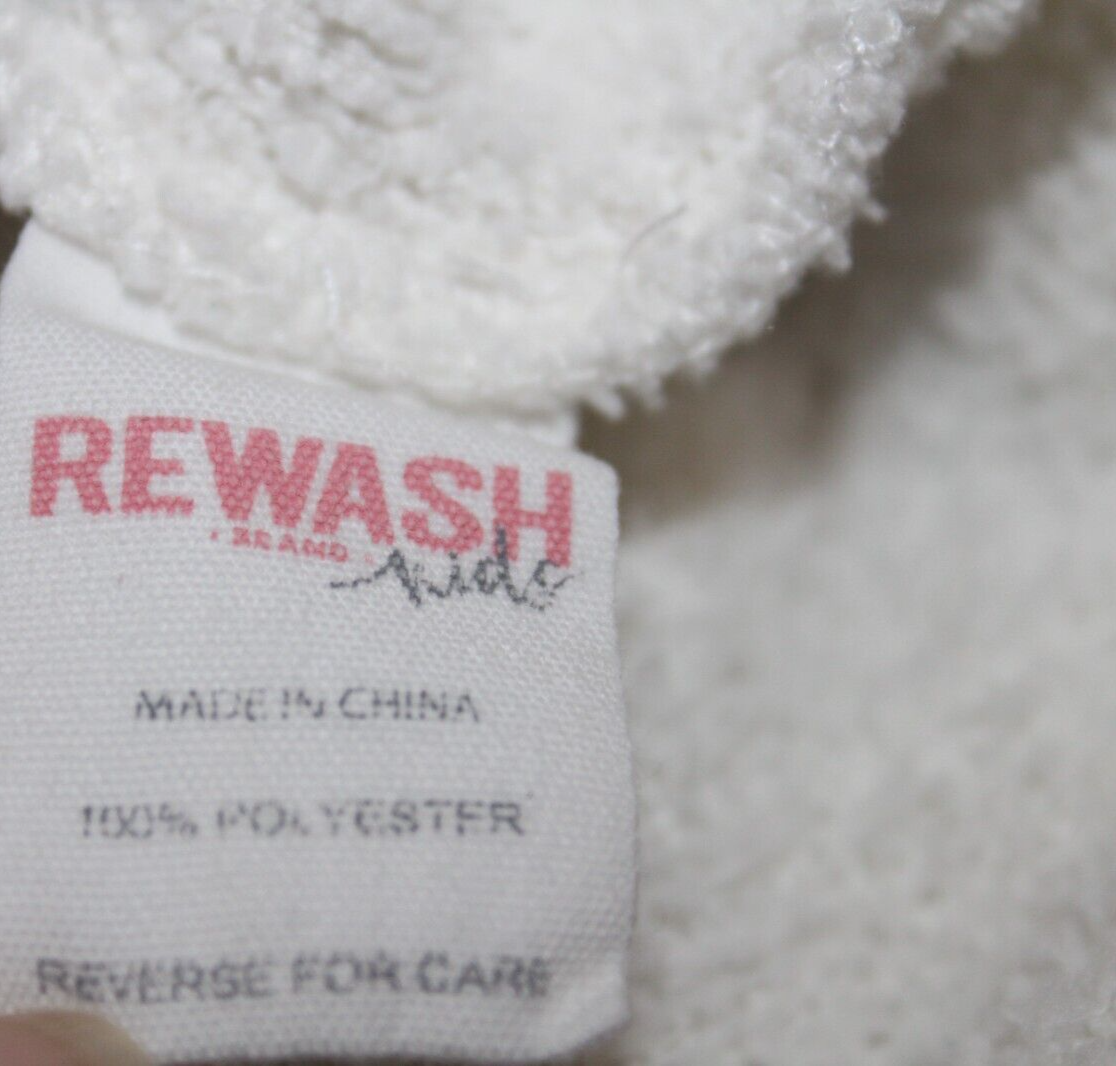 REWASH
· BRAND ·
kids
MADE IN CHINA
100% POLYESTER
REVERSE FOR CARE